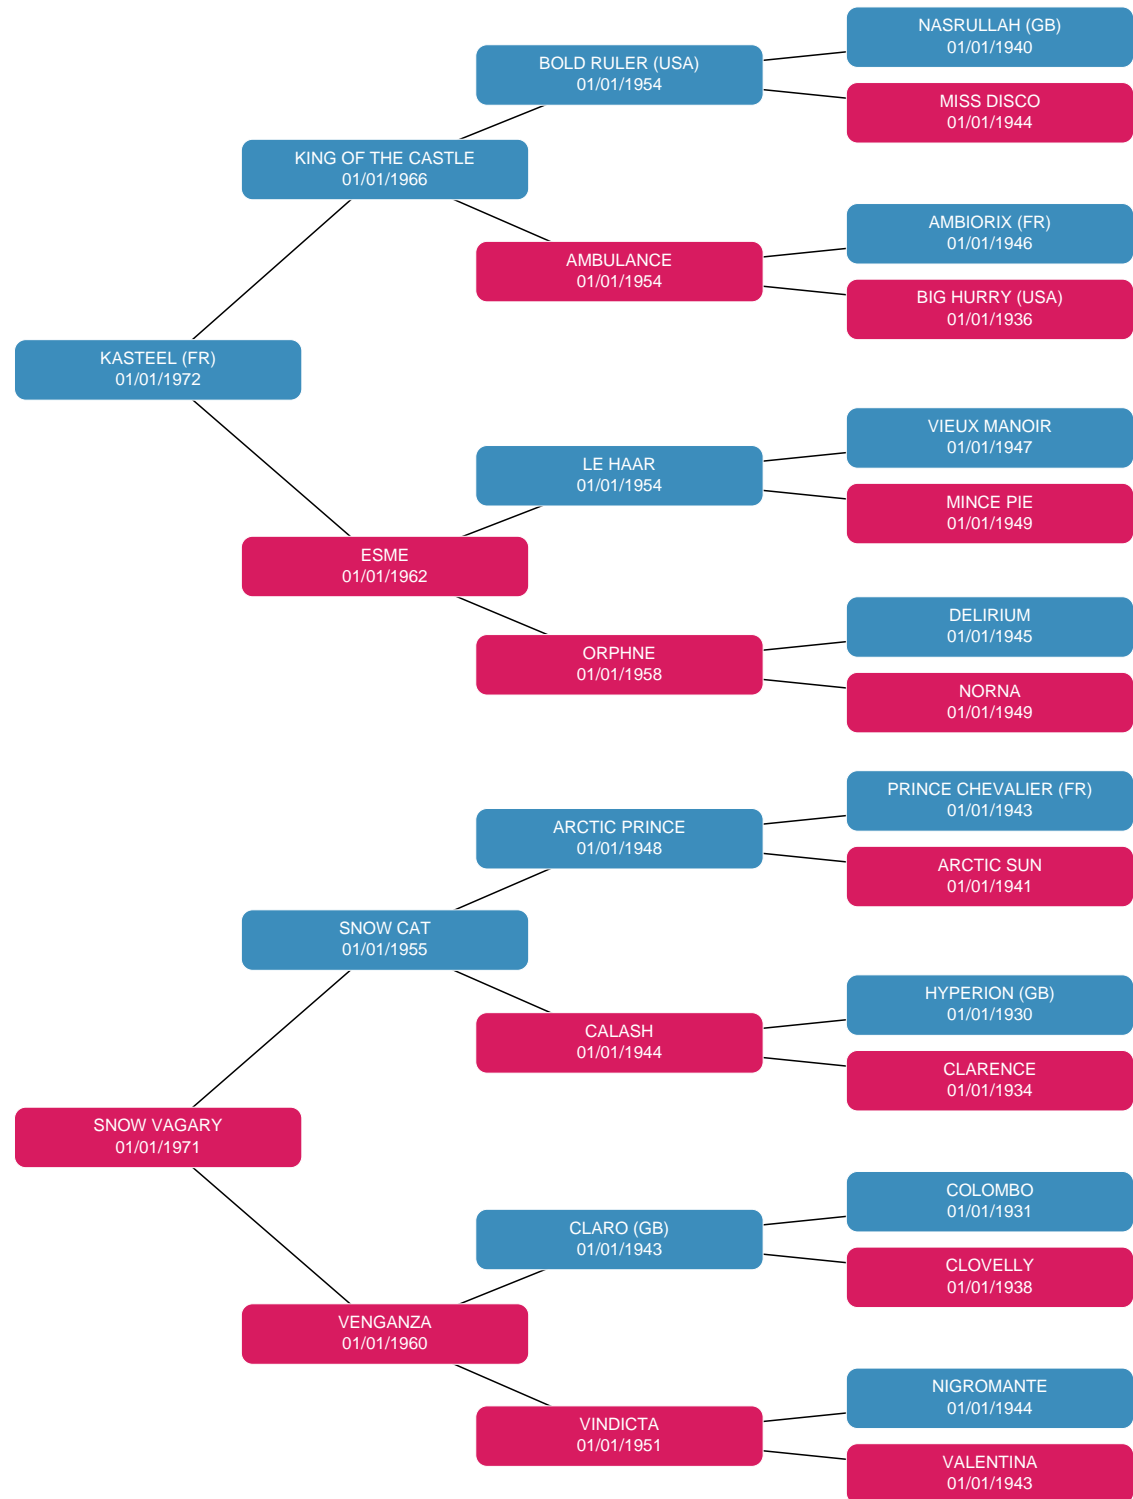 NASRULLAH (GB)
01/01/1940
BOLD RULER (USA)
01/01/1954
MISS DISCO
01/01/1944
KING OF THE CASTLE
01/01/1966
AMBIORIX (FR)
01/01/1946
AMBULANCE
01/01/1954
BIG HURRY (USA)
01/01/1936
KASTEEL (FR)
01/01/1972
VIEUX MANOIR
01/01/1947
LE HAAR
01/01/1954
MINCE PIE
01/01/1949
ESME
01/01/1962
DELIRIUM
01/01/1945
ORPHNE
01/01/1958
NORNA
01/01/1949
PRINCE CHEVALIER (FR)
01/01/1943
ARCTIC PRINCE
01/01/1948
ARCTIC SUN
01/01/1941
SNOW CAT
01/01/1955
HYPERION (GB)
01/01/1930
CALASH
01/01/1944
CLARENCE
01/01/1934
SNOW VAGARY
01/01/1971
COLOMBO
01/01/1931
CLARO (GB)
01/01/1943
CLOVELLY
01/01/1938
VENGANZA
01/01/1960
NIGROMANTE
01/01/1944
VINDICTA
01/01/1951
VALENTINA
01/01/1943